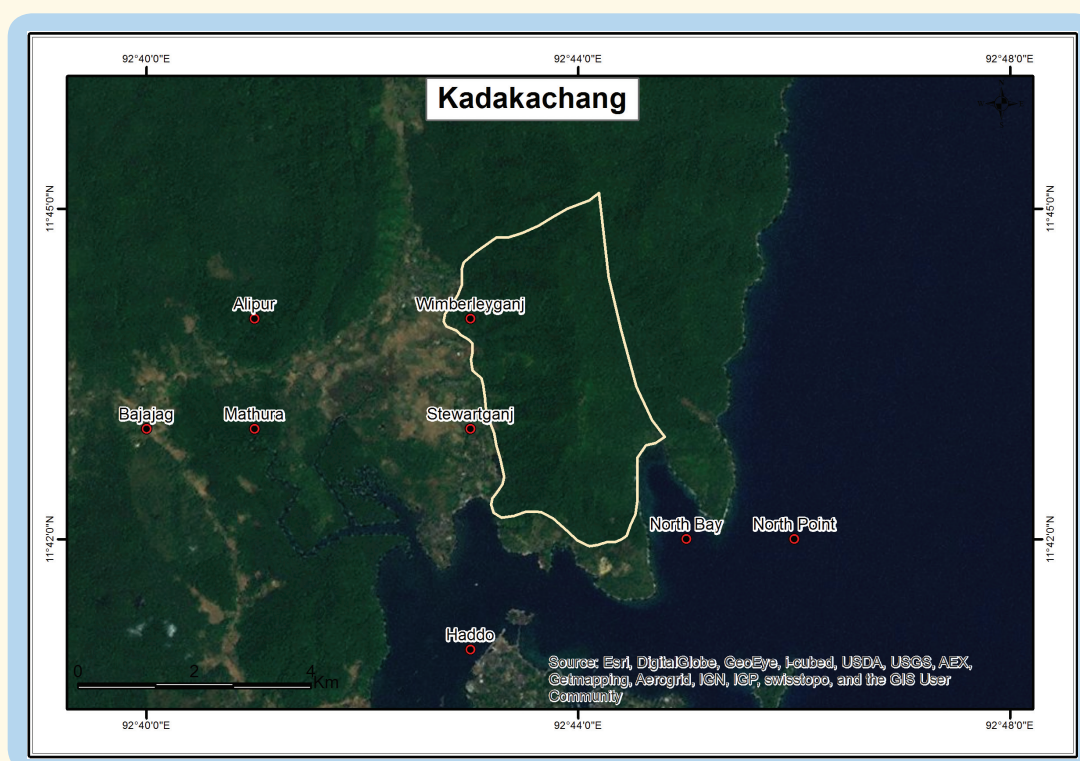 92°40'0"E 92°44'0"E 92°48'0"E
Kadakachang
11°45'0"N 11°45'0"N
Alipur Wimberleyganj
Bajajag Mathura Stewartganj
North Bay North Point
11°42'0"N 11°42'0"N
Haddo
0 2 4 Km
Source: Esri, DigitalGlobe, GeoEye, i-cubed, USDA, USGS, AEX,
Getmapping, Aerogrid, IGN, IGP, swisstopo, and the GIS User
Community
92°40'0"E 92°44'0"E 92°48'0"E